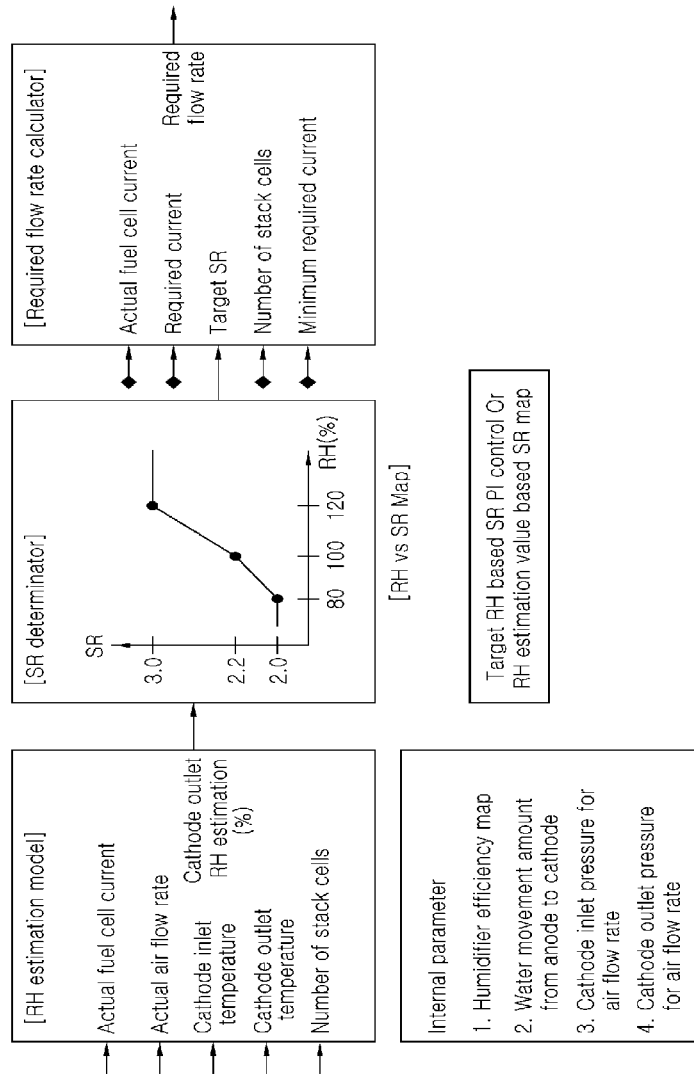 [RH estimation model]
Actual fuel cell current
Actual air flow rate
Cathode inlet
temperature
Cathode outlet
temperature
Number of stack cells
Cathode outlet
RH estimation
(%)
Internal parameter
1. Humidifier efficiency map
2. Water movement amount
from anode to cathode
3. Cathode inlet pressure for
air flow rate
4. Cathode outlet pressure
for air flow rate
[SR determinator]
SR
3.0
2.2
2.0
80
100
120
RH(%)
[RH vs SR Map]
Target RH based SR PI control Or
RH estimation value based SR map
[Required flow rate calculator]
Actual fuel cell current
Required current
Target SR
Number of stack cells
Minimum required current
Required
flow rate